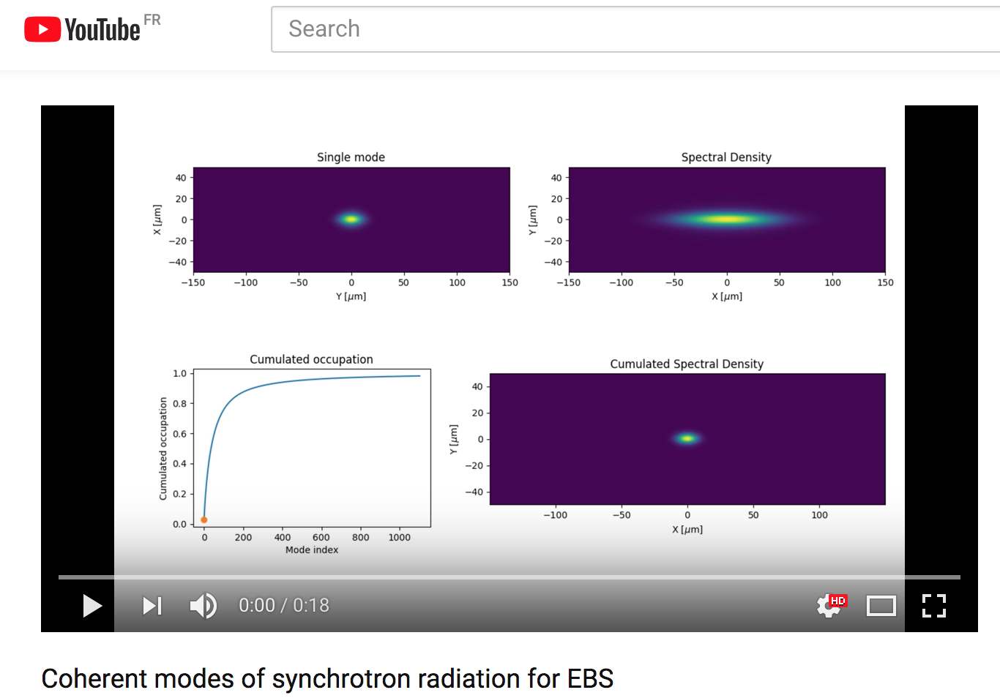 YouTube FR
Search
Single mode
40
20
0
−20
−40
X [μm]
−150 −100 −50 0 50 100 150
Y [μm]
Spectral Density
40
20
0
−20
−40
Y [μm]
−150 −100 −50 0 50 100 150
X [μm]
Cumulated occupation
1.0
0.8
0.6
0.4
0.2
0.0
Cumulated occupation
0 200 400 600 800 1000
Mode index
Cumulated Spectral Density
40
20
0
−20
−40
Y [μm]
−100 −50 0 50 100
X [μm]
0:00 / 0:18
HD
Coherent modes of synchrotron radiation for EBS